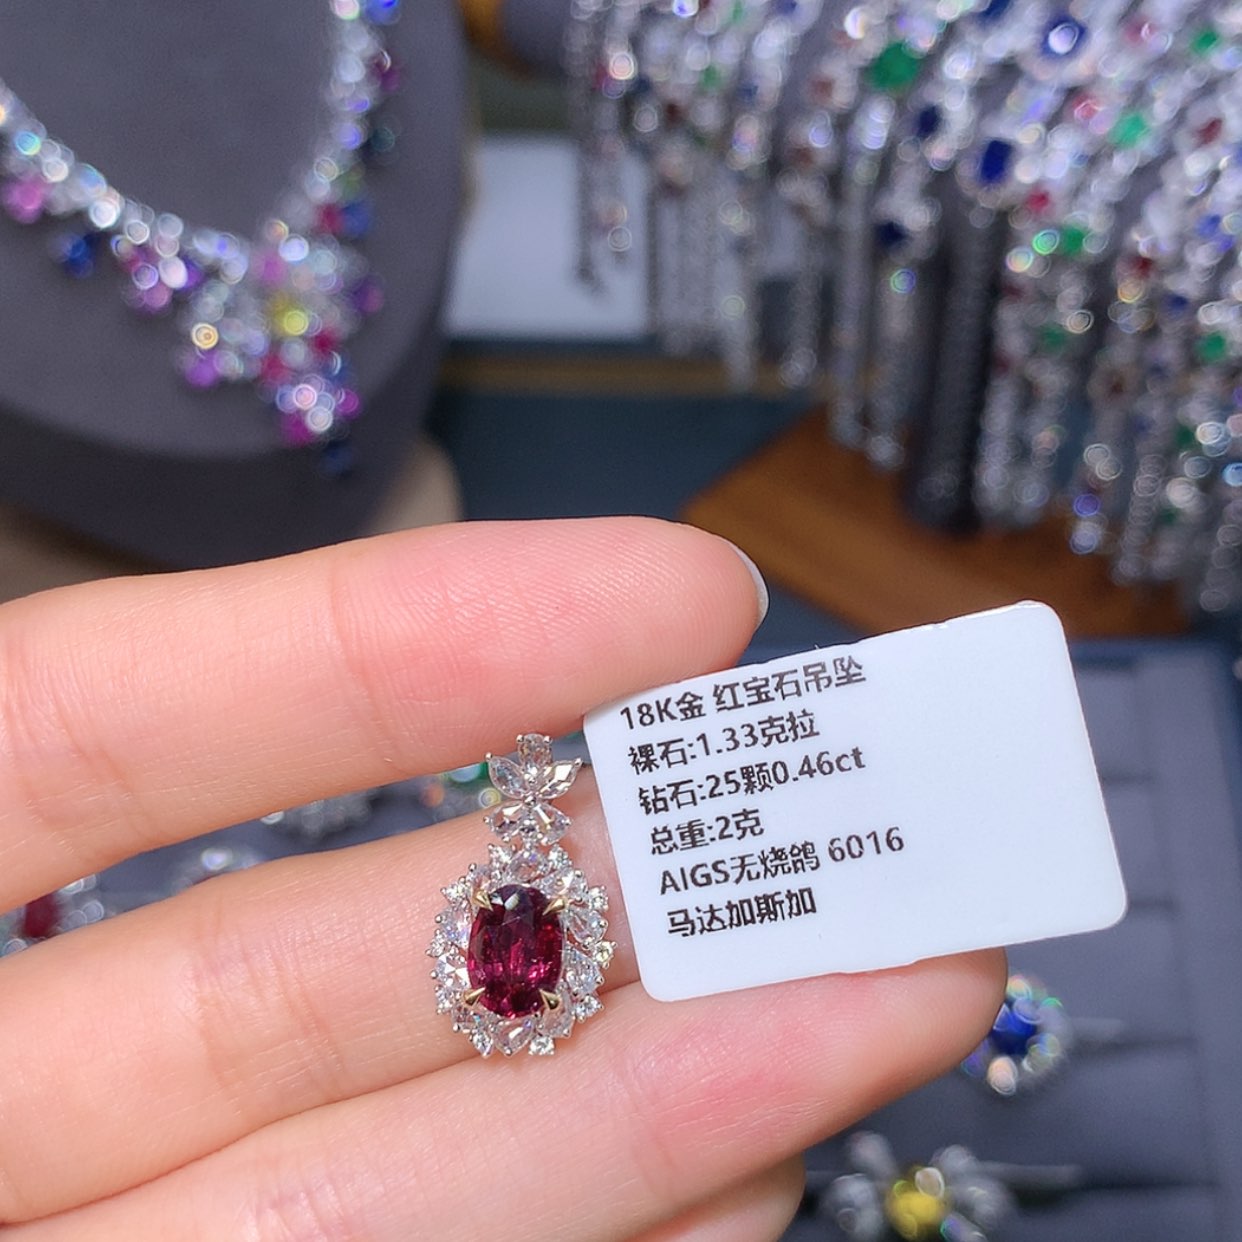 18K金 红宝石吊坠
裸石:1.33克拉
钻石:25颗0.46ct
总重:2克
AIGS无烧鸽 6016
马达加斯加